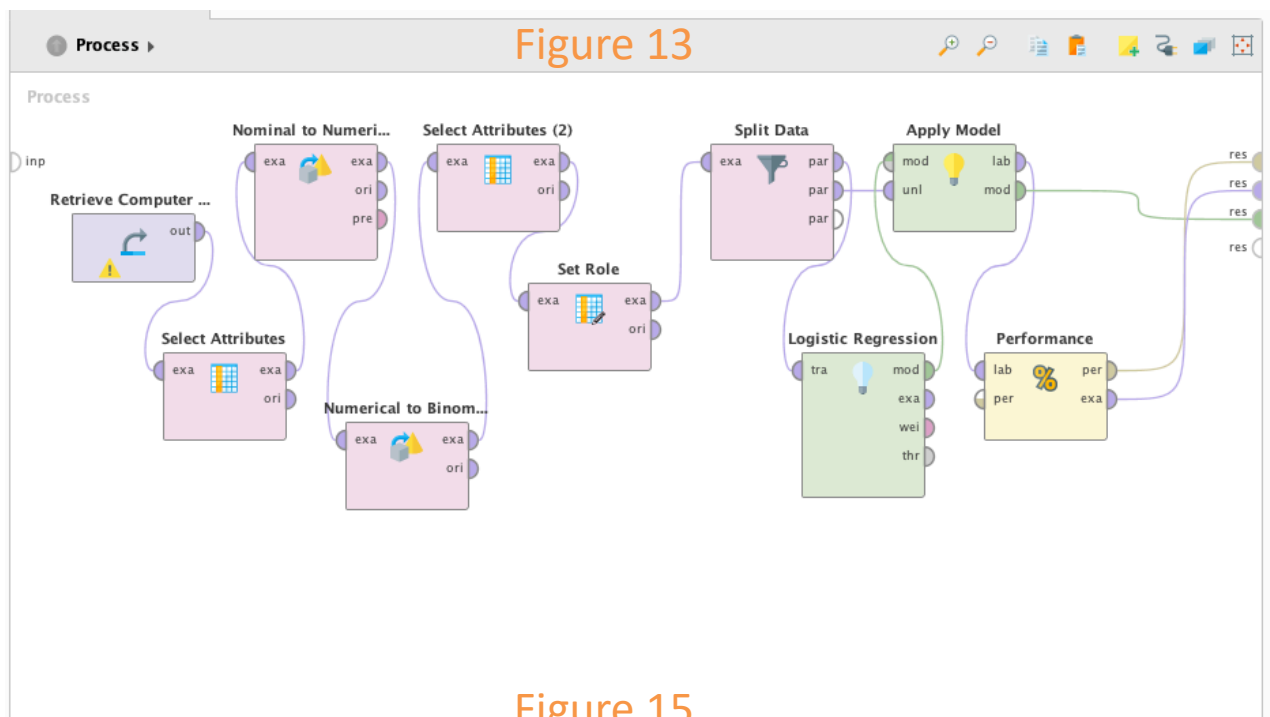 Process
Figure 13
Process
inp
Nominal to Numeri...
exa exa
ori
pre
Select Attributes (2)
exa exa
ori
Split Data
exa par
par
par
Apply Model
mod lab
unl mod
res
res
res
res
Retrieve Computer ...
out
Set Role
exa exa
ori
Select Attributes
exa exa
ori
Logistic Regression
tra mod
exa
wei
thr
Performance
lab per
per exa
Numerical to Binom...
exa exa
ori
Figure 15